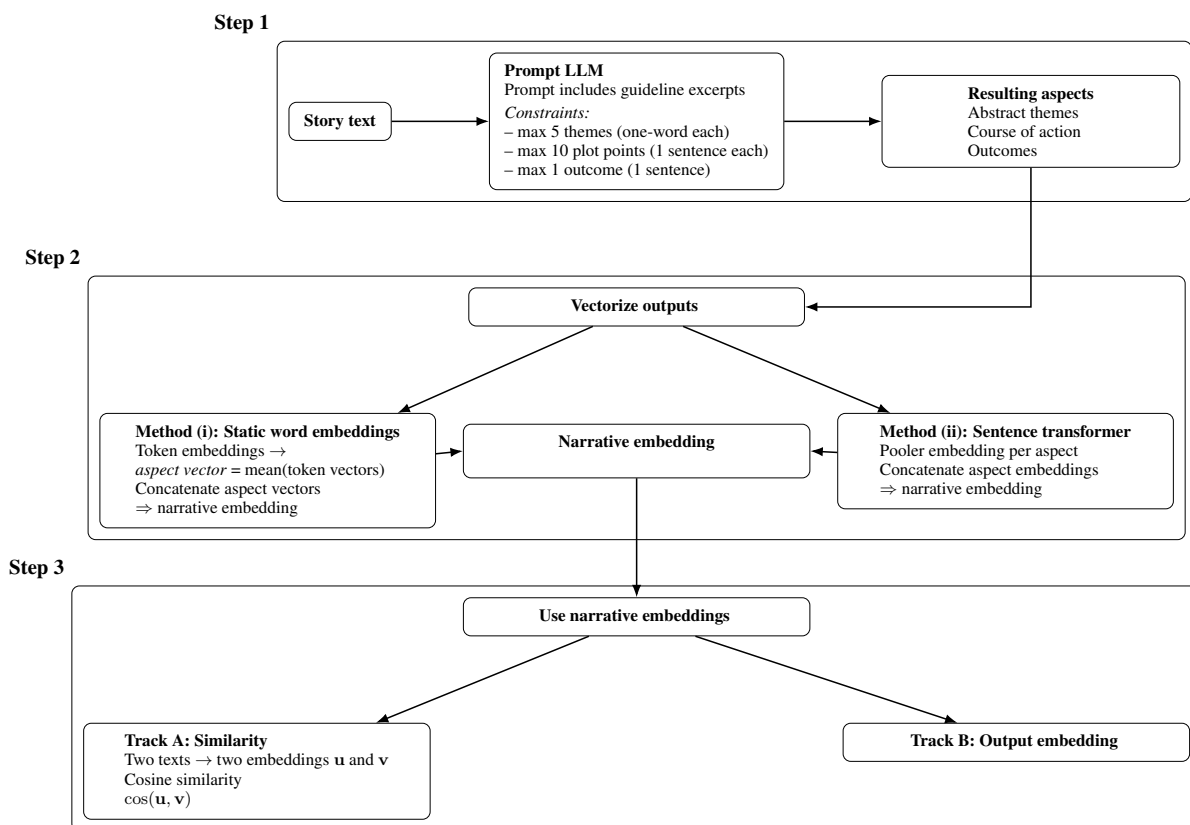 Step 1
Story text
Prompt LLM
Prompt includes guideline excerpts
Constraints:
– max 5 themes (one-word each)
– max 10 plot points (1 sentence each)
– max 1 outcome (1 sentence)
Resulting aspects
Abstract themes
Course of action
Outcomes
Step 2
Vectorize outputs
Method (i): Static word embeddings
Token embeddings →
aspect vector = mean(token vectors)
Concatenate aspect vectors
⇒ narrative embedding
Narrative embedding
Method (ii): Sentence transformer
Pooler embedding per aspect
Concatenate aspect embeddings
⇒ narrative embedding
Step 3
Use narrative embeddings
Track A: Similarity
Two texts → two embeddings u and v
Cosine similarity
cos(u, v)
Track B: Output embedding